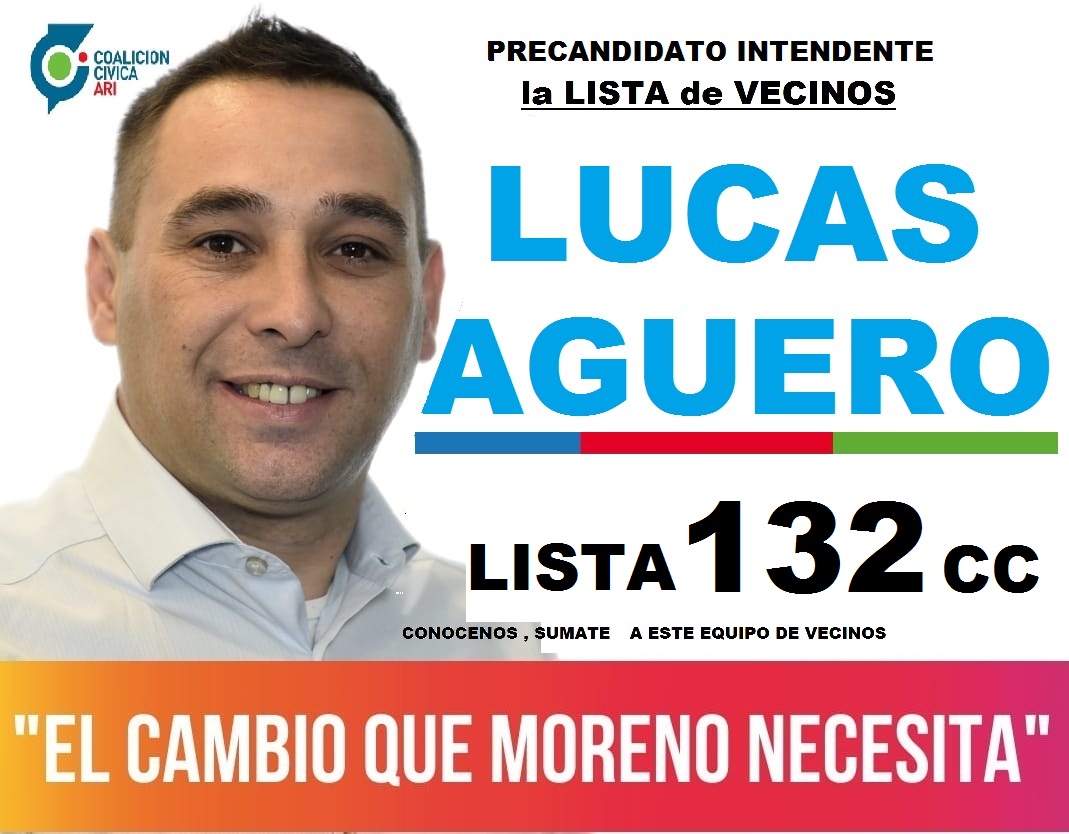 COALICION
CIVICA
ARI
PRECANDIDATO INTENDENTE
la LISTA de VECINOS
LUCAS
AGUERO
LISTA 132 CC
CONOCENOS , SUMATE A ESTE EQUIPO DE VECINOS
"EL CAMBIO QUE MORENO NECESITA"